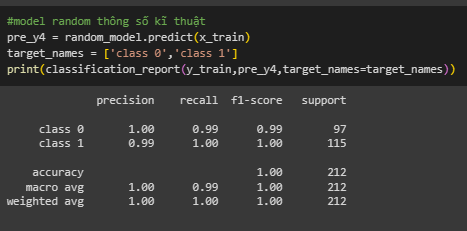 #model random thông số kĩ thuật
pre_y4 = random_model.predict(x_train)
target_names = ['class 0','class 1']
print(classification_report(y_train,pre_y4,target_names=target_names))
precision recall f1-score support
class 0 1.00 0.99 0.99 97
class 1 0.99 1.00 1.00 115
accuracy 1.00 212
macro avg 1.00 0.99 1.00 212
weighted avg 1.00 1.00 1.00 212